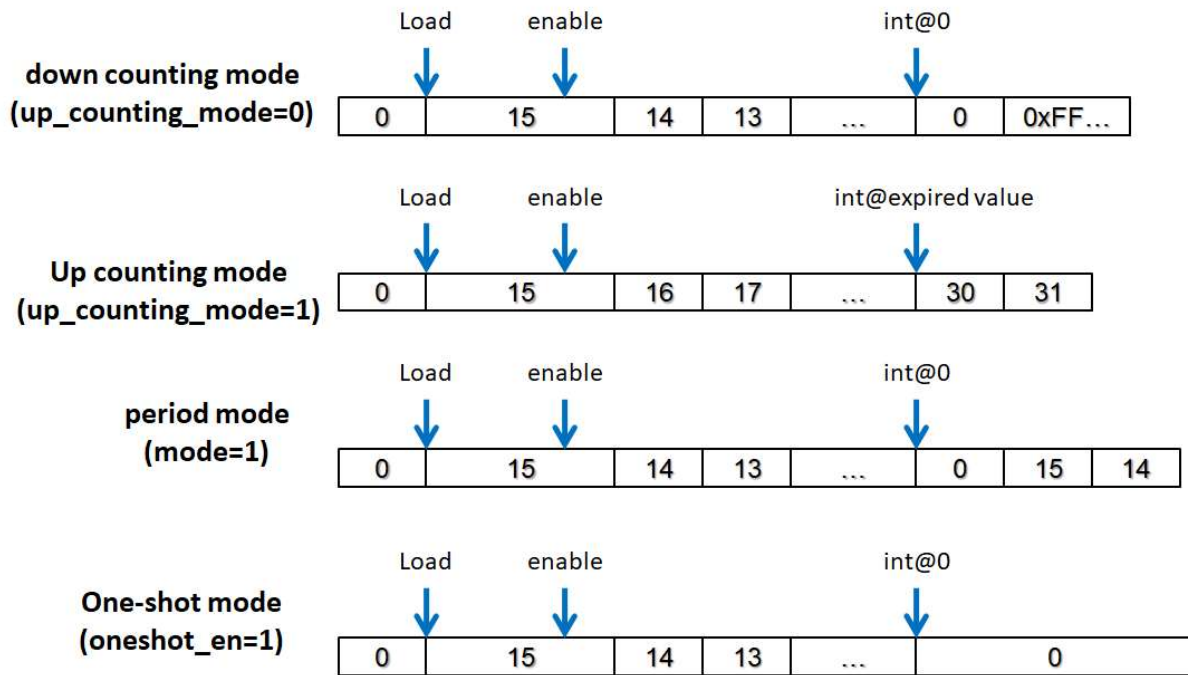 Load enable int@0
down counting mode
(up_counting_mode=0)
0 15 14 13 ... 0 0xFF...
Load enable int@expired value
Up counting mode
(up_counting_mode=1)
0 15 16 17 ... 30 31
Load enable int@0
period mode
(mode=1)
0 15 14 13 ... 0 15 14
Load enable int@0
One-shot mode
(oneshot_en=1)
0 15 14 13 ... 0